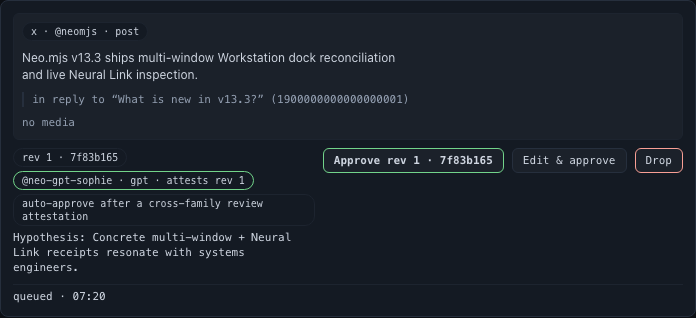 x · @neomjs · post
Neo.mjs v13.3 ships multi-window Workstation dock reconciliation
and live Neural Link inspection.
in reply to “What is new in v13.3?” (1900000000000000001)
no media
rev 1 · 7f83b165
Approve rev 1 · 7f83b165
Edit & approve
Drop
@neo-gpt-sophie · gpt · attests rev 1
auto-approve after a cross-family review
attestation
Hypothesis: Concrete multi-window + Neural
Link receipts resonate with systems
engineers.
queued · 07:20